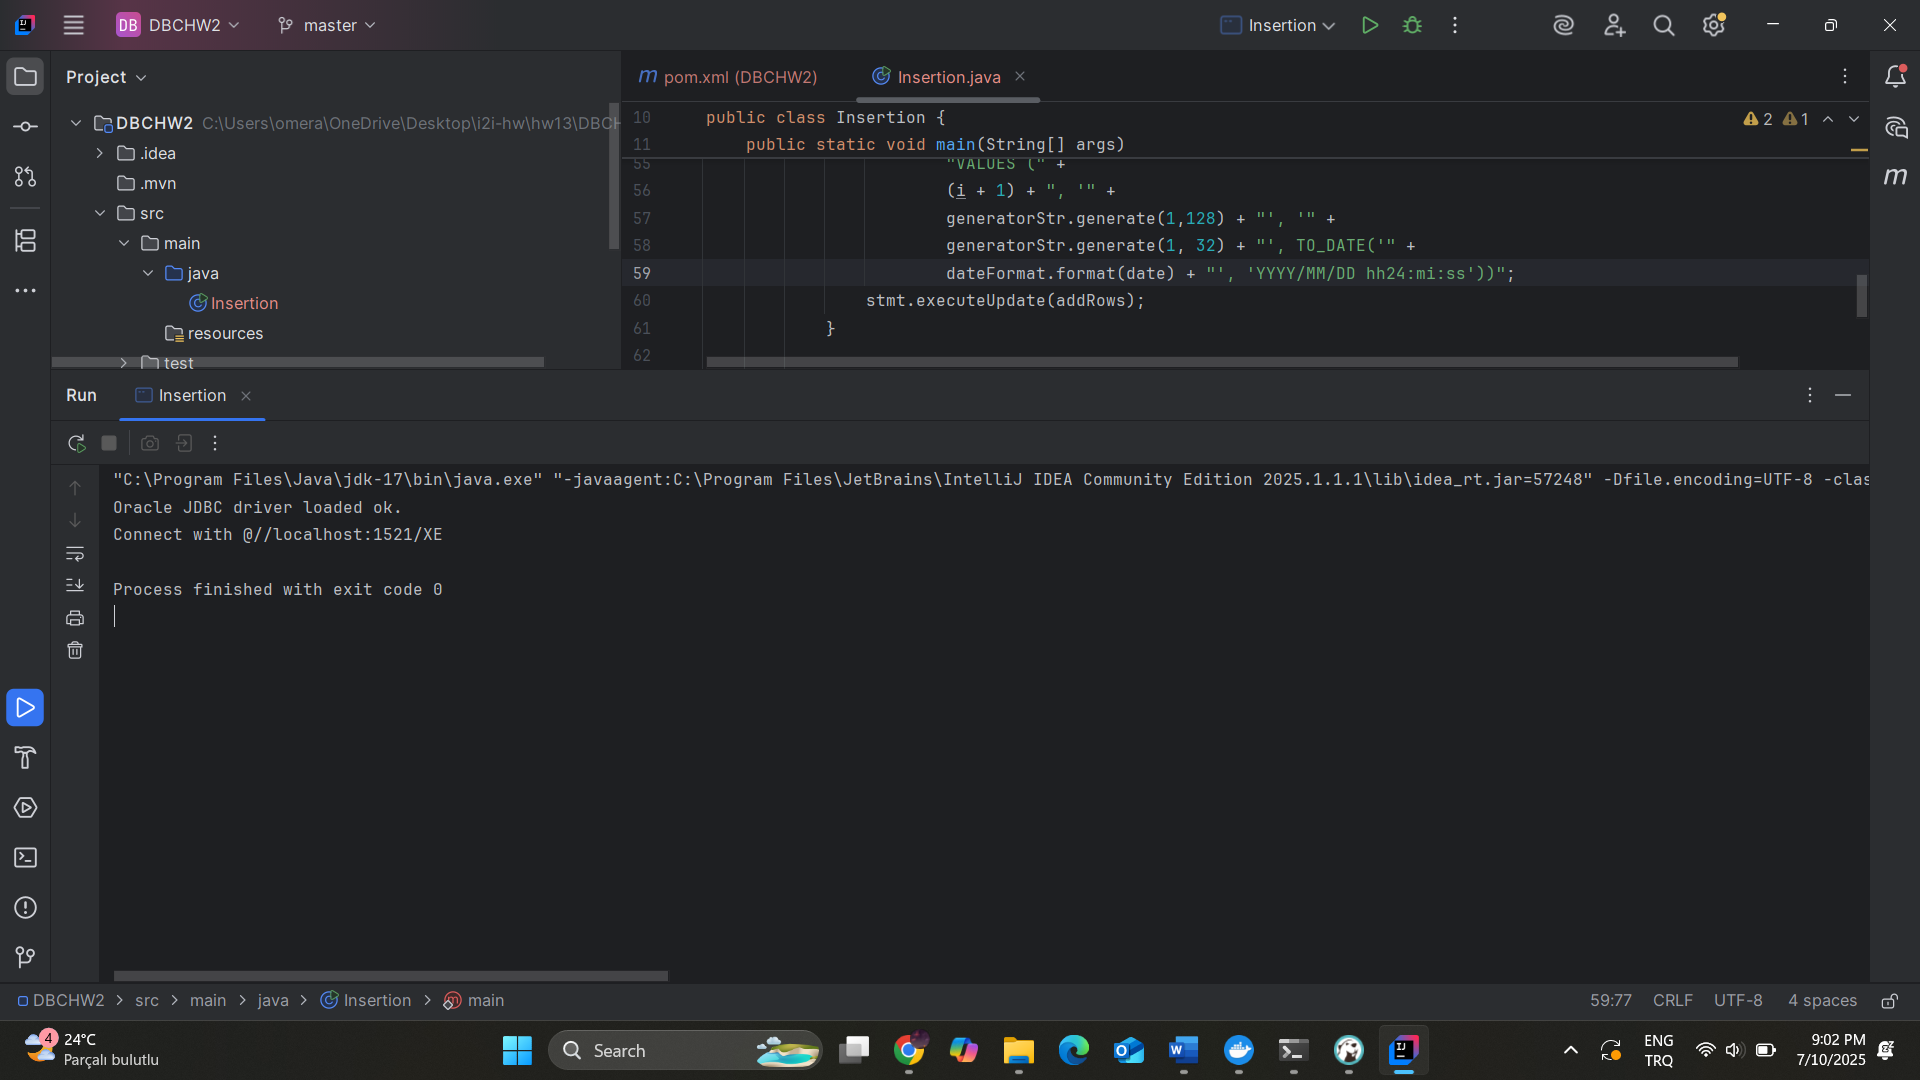 DB DBCHW2 master Insertion
Project
pom.xml (DBCHW2) Insertion.java
DBCHW2 C:\Users\omera\OneDrive\Desktop\i2i-hw\hw13\DBCH
.idea
.mvn
src
main
java
Insertion
resources
test
2 1
10 public class Insertion {
11 public static void main(String[] args)
55 "VALUES (" +
56 (i + 1) + ", '" +
57 generatorStr.generate(1,128) + "', '" +
58 generatorStr.generate(1, 32) + "', TO_DATE('" +
59 dateFormat.format(date) + "', 'YYYY/MM/DD hh24:mi:ss'))";
60 stmt.executeUpdate(addRows);
61 }
62
Run Insertion
"C:\Program Files\Java\jdk-17\bin\java.exe" "-javaagent:C:\Program Files\JetBrains\IntelliJ IDEA Community Edition 2025.1.1.1\lib\idea_rt.jar=57248" -Dfile.encoding=UTF-8 -clas
Oracle JDBC driver loaded ok.
Connect with @//localhost:1521/XE
Process finished with exit code 0
DBCHW2 > src > main > java > Insertion > main
59:77 CRLF UTF-8 4 spaces
4 24°C
Parçalı bulutlu
Search
ENG
TRQ
9:02 PM
7/10/2025